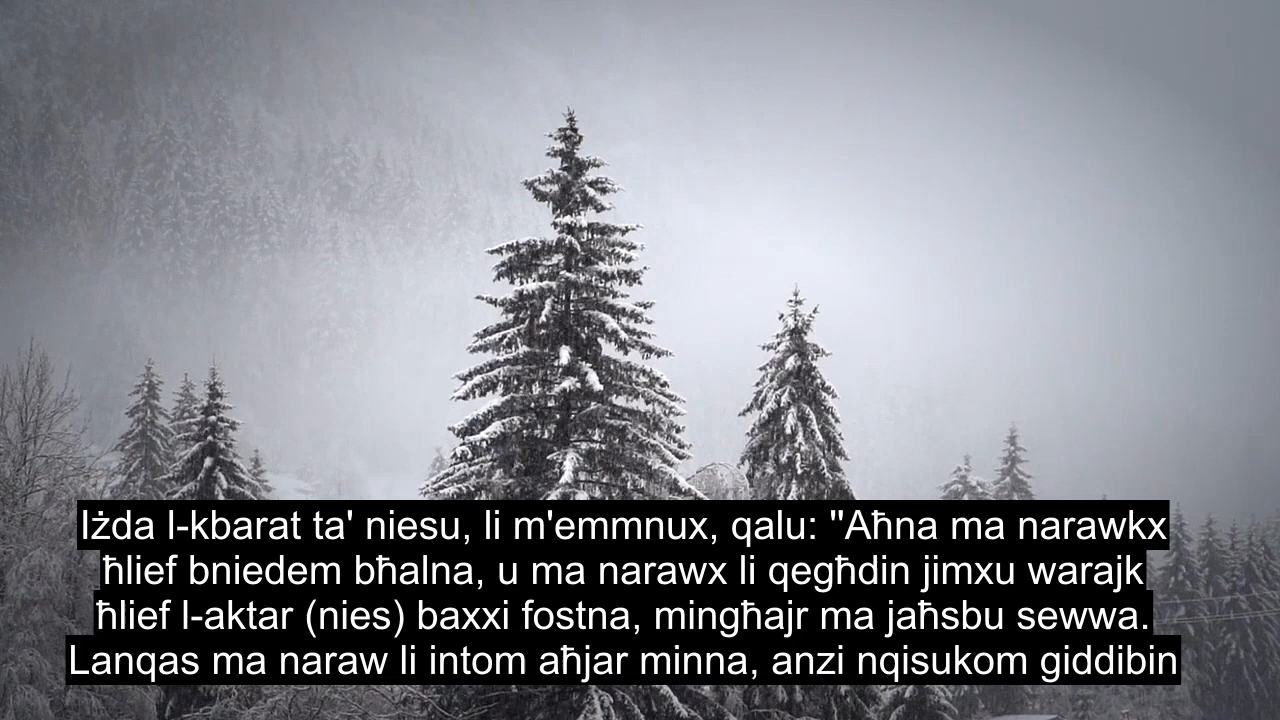 Iżda l-kbarat ta' niesu, li m'emmnux, qalu: "Aħna ma narawkx
ħlief bniedem bħalna, u ma narawx li qegħdin jimxu warajk
ħlief l-aktar (nies) baxxi fostna, mingħajr ma jaħsbu sewwa.
Lanqas ma naraw li intom aħjar minna, anzi nqisukom giddibin